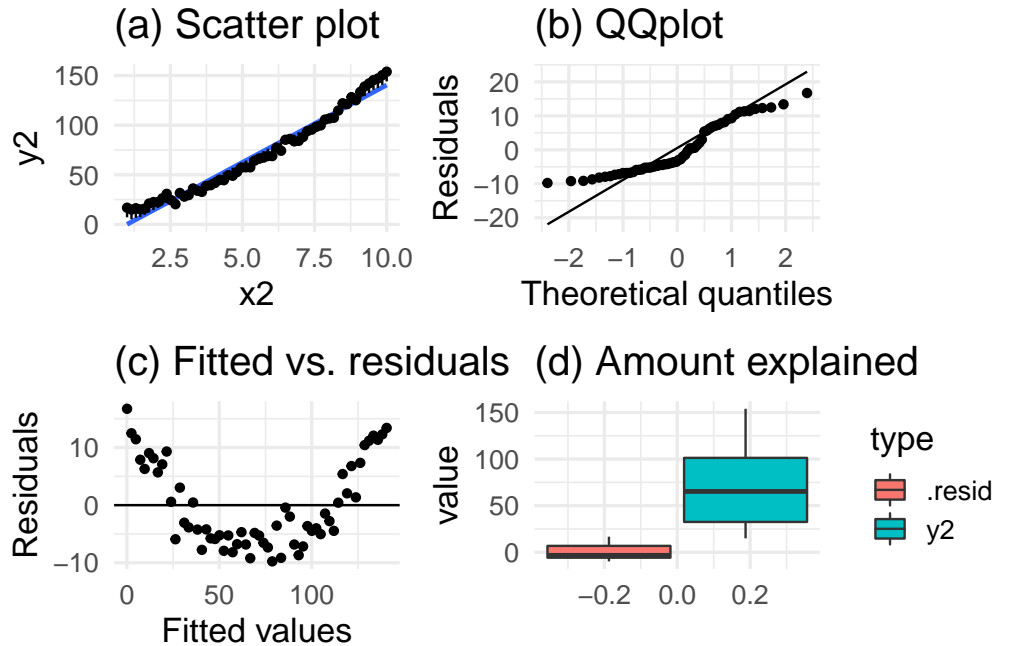 (a) Scatter plot
150
100
50
0
y2
2.5 5.0 7.5 10.0
x2
(b) QQplot
20
10
0
−10
−20
Residuals
−2 −1 0 1 2
Theoretical quantiles
(c) Fitted vs. residuals
10
0
−10
Residuals
0 50 100
Fitted values
(d) Amount explained
150
100
50
0
value
−0.2 0.0 0.2
type
.resid
y2